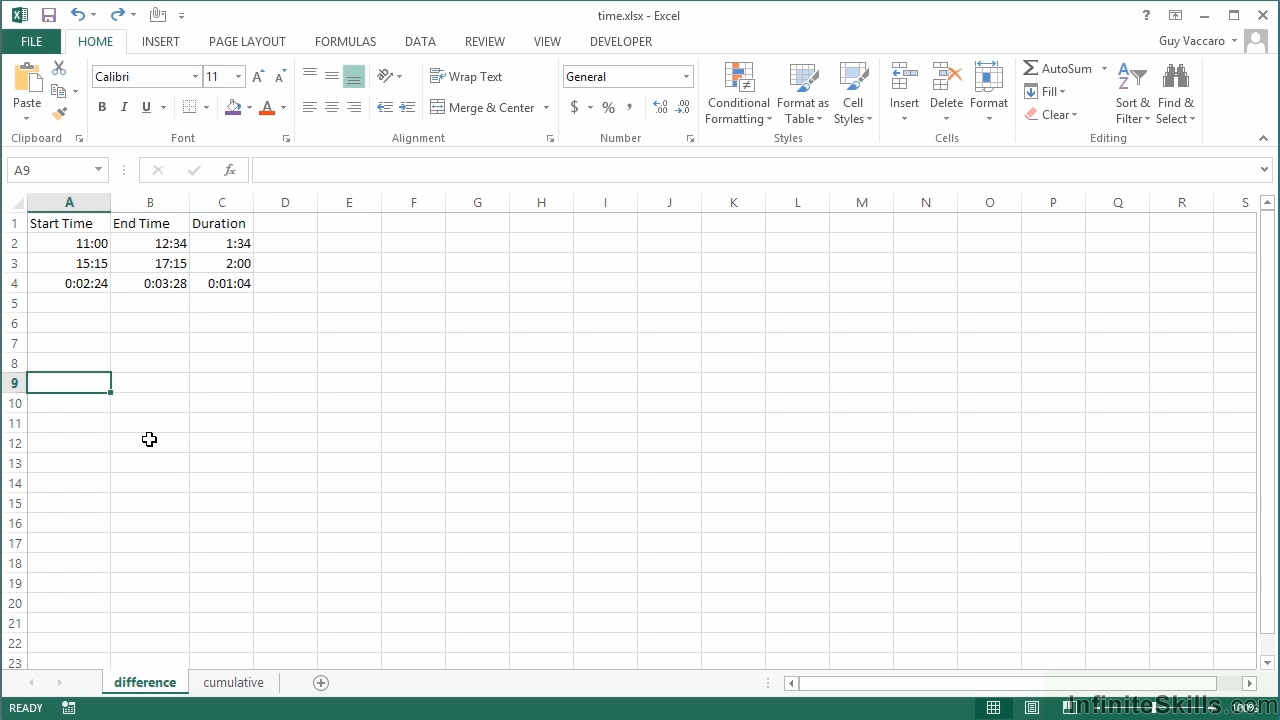 time.xlsx - Excel
?
FILE HOME INSERT PAGE LAYOUT FORMULAS DATA REVIEW VIEW DEVELOPER Guy Vaccaro
Paste
Calibri 11
B I U A
Wrap Text
Merge & Center
General
$ % ,
Conditional Formatting
Format as Table
Cell Styles
Insert
Delete
Format
AutoSum
Fill
Clear
Sort & Filter
Find & Select
Clipboard Font Alignment Number Styles Cells Editing
A9 fx
A B C D E F G H I J K L M N O P Q R S
1 Start Time End Time Duration
2 11:00 12:34 1:34
3 15:15 17:15 2:00
4 0:02:24 0:03:28 0:01:04
5
6
7
8
9
10
11
12
13
14
15
16
17
18
19
20
21
22
23
difference cumulative
READY 100%
InfiniteSkills.com